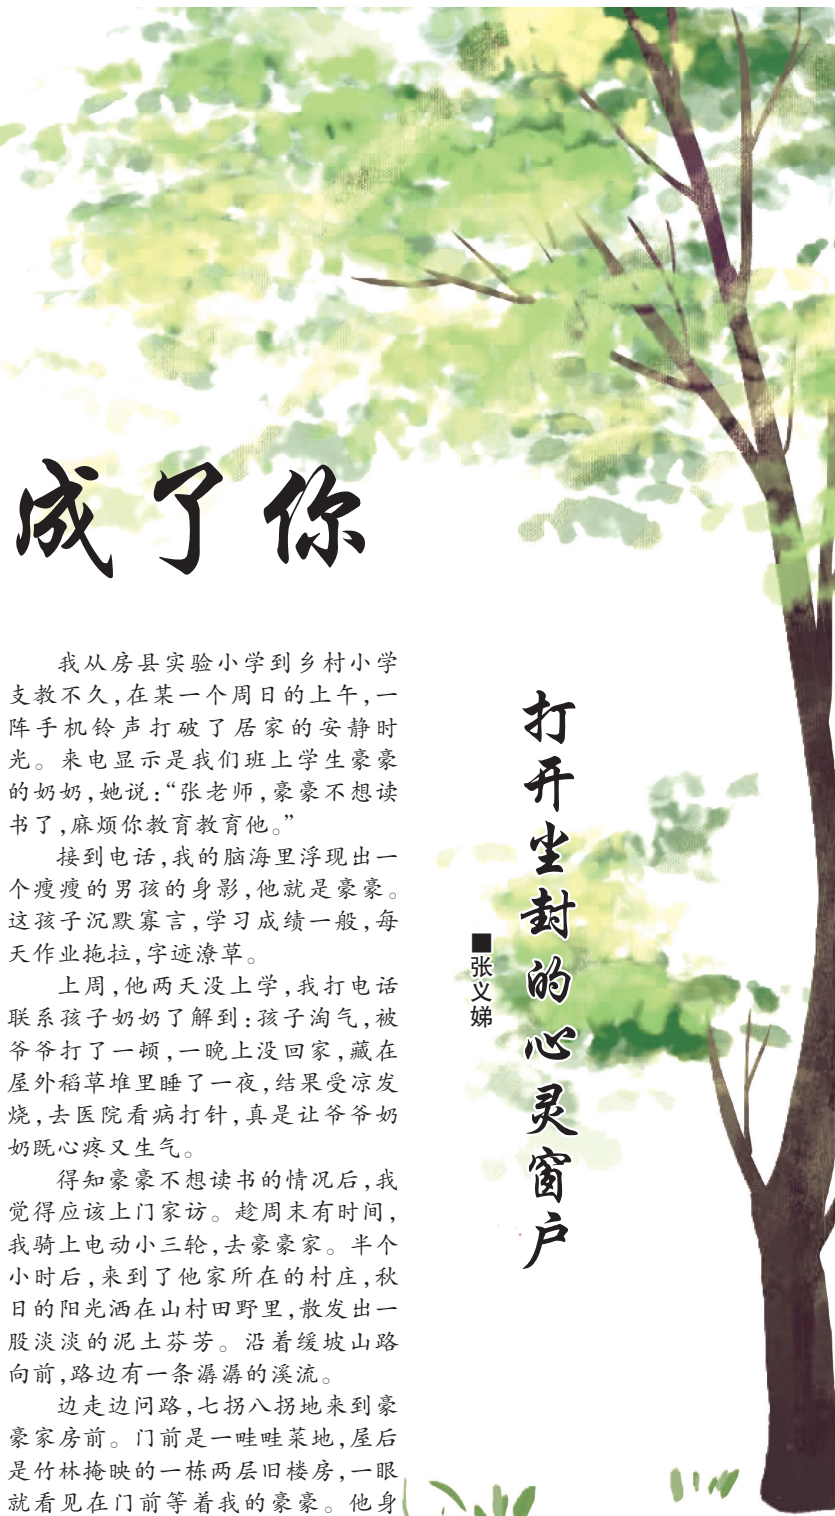 成了你
打开尘封的心灵窗户
■张义娣
我从房县实验小学到乡村小学
支教不久,在某一个周日的上午,一
阵手机铃声打破了居家的安静时
光。来电显示是我们班上学生豪豪
的奶奶,她说:“张老师,豪豪不想读
书了,麻烦你教育教育他。”
接到电话,我的脑海里浮现出一
个瘦瘦的男孩的身影,他就是豪豪。
这孩子沉默寡言,学习成绩一般,每
天作业拖拉,字迹潦草。
上周,他两天没上学,我打电话
联系孩子奶奶了解到:孩子淘气,被
爷爷打了一顿,一晚上没回家,藏在
屋外稻草堆里睡了一夜,结果受凉发
烧,去医院看病打针,真是让爷爷奶
奶既心疼又生气。
得知豪豪不想读书的情况后,我
觉得应该上门家访。趁周末有时间,
我骑上电动小三轮,去豪豪家。半个
小时后,来到了他家所在的村庄,秋
日的阳光洒在山村田野里,散发出一
股淡淡的泥土芬芳。沿着缓坡山路
向前,路边有一条潺潺的溪流。
边走边问路,七拐八拐地来到豪
豪家房前。门前是一畦畦菜地,屋后
是竹林掩映的一栋两层旧楼房,一眼
就看见在门前等着我的豪豪。他身